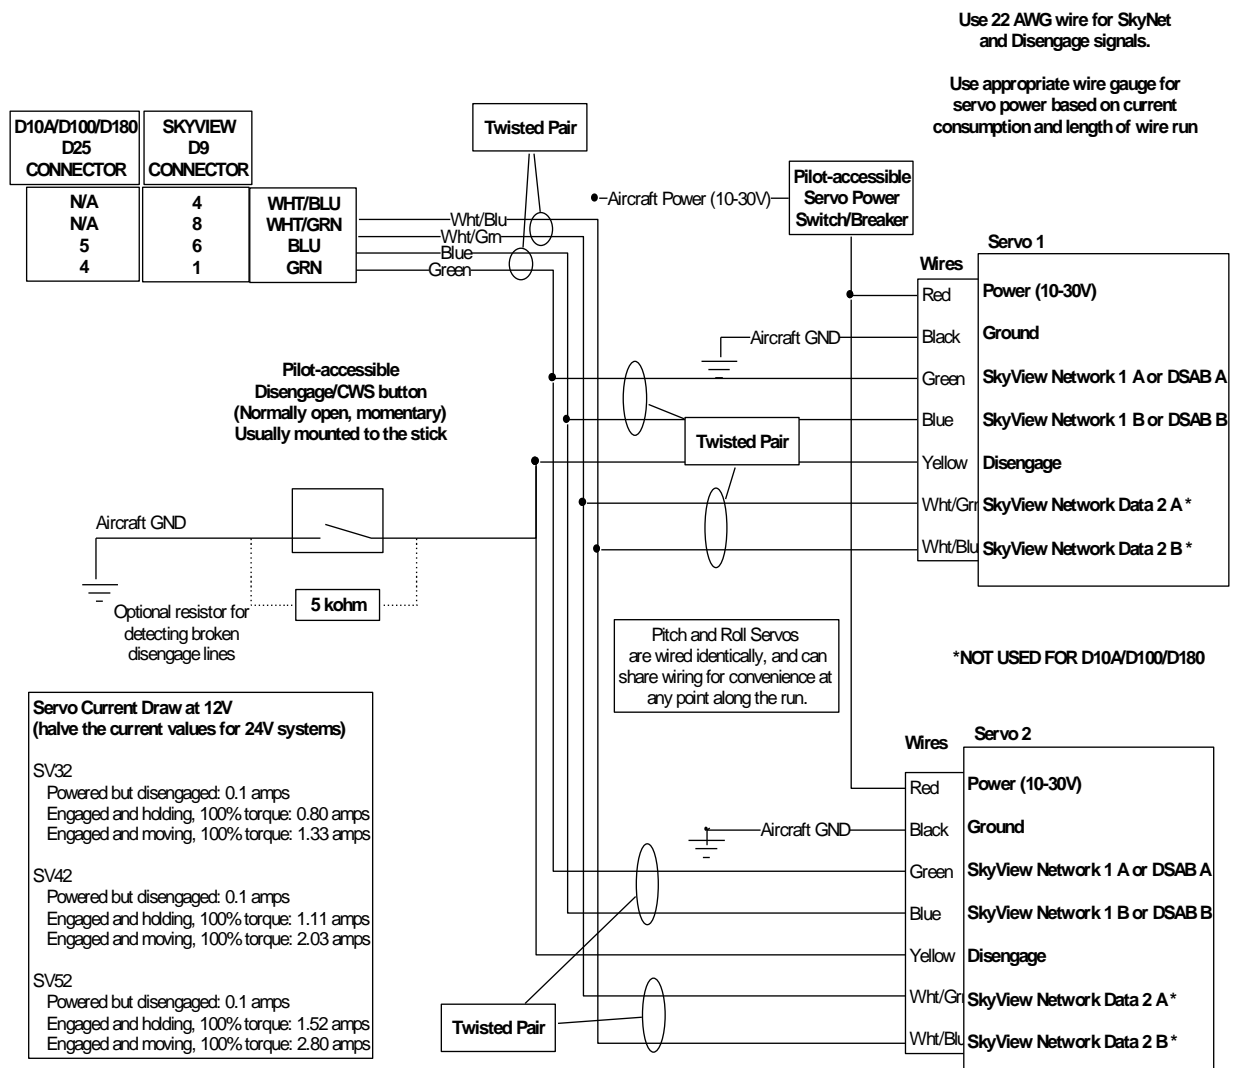 Use 22 AWG wire for SkyNet
and Disengage signals.
Use appropriate wire gauge for
servo power based on current
consumption and length of wire run
D10A/D100/D180
D25
CONNECTOR
SKYVIEW
D9
CONNECTOR
N/A 4 WHT/BLU
N/A 8 WHT/GRN
5 6 BLU
4 1 GRN
Twisted Pair
Wht/Blu
Wht/Grn
Blue
Green
Aircraft Power (10-30V)
Pilot-accessible
Servo Power
Switch/Breaker
Servo 1
Wires
Red Power (10-30V)
Aircraft GND Black Ground
Green SkyView Network 1 A or DSAB A
Blue SkyView Network 1 B or DSAB B
Yellow Disengage
Wht/Grn SkyView Network Data 2 A *
Wht/Blu SkyView Network Data 2 B *
Twisted Pair
Pilot-accessible
Disengage/CWS button
(Normally open, momentary)
Usually mounted to the stick
Aircraft GND
5 kohm
Optional resistor for
detecting broken
disengage lines
Pitch and Roll Servos
are wired identically, and can
share wiring for convenience at
any point along the run.
*NOT USED FOR D10A/D100/D180
Servo Current Draw at 12V
(halve the current values for 24V systems)
SV32
Powered but disengaged: 0.1 amps
Engaged and holding, 100% torque: 0.80 amps
Engaged and moving, 100% torque: 1.33 amps
SV42
Powered but disengaged: 0.1 amps
Engaged and holding, 100% torque: 1.11 amps
Engaged and moving, 100% torque: 2.03 amps
SV52
Powered but disengaged: 0.1 amps
Engaged and holding, 100% torque: 1.52 amps
Engaged and moving, 100% torque: 2.80 amps
Servo 2
Wires
Red Power (10-30V)
Aircraft GND Black Ground
Green SkyView Network 1 A or DSAB A
Blue SkyView Network 1 B or DSAB B
Yellow Disengage
Wht/Grn SkyView Network Data 2 A *
Wht/Blu SkyView Network Data 2 B *
Twisted Pair